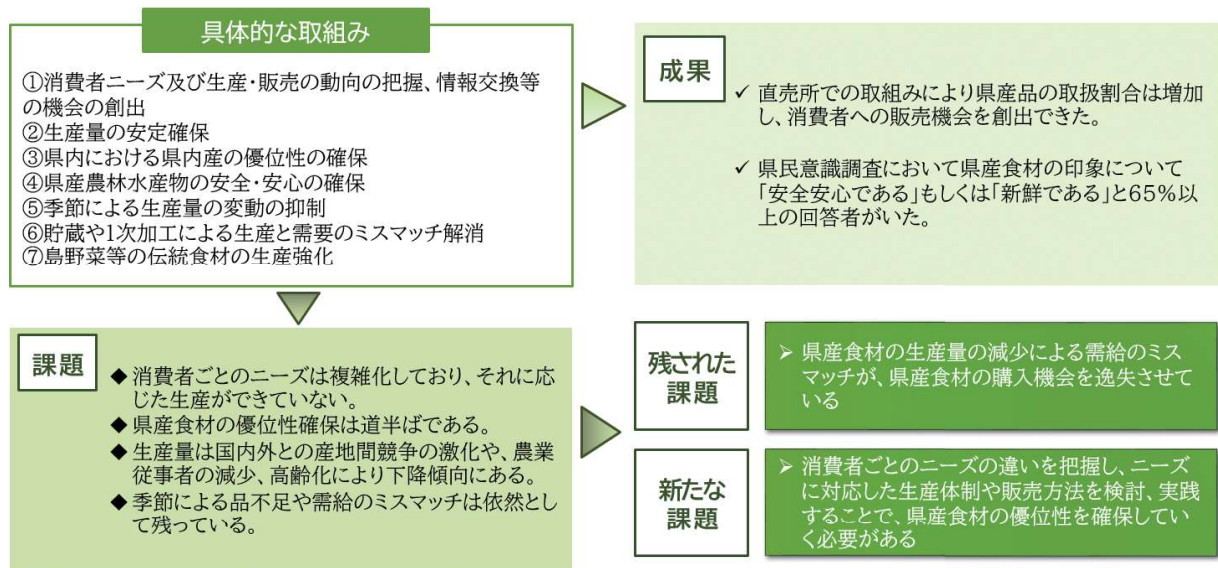 具体的な取組み
①消費者ニーズ及び生産・販売の動向の把握、情報交換等
の機会の創出
②生産量の安定確保
③県内における県内産の優位性の確保
④県産農林水産物の安全・安心の確保
⑤季節による生産量の変動の抑制
⑥貯蔵や1次加工による生産と需要のミスマッチ解消
⑦島野菜等の伝統食材の生産強化
成果
✓ 直売所での取組みにより県産品の取扱割合は増加
し、消費者への販売機会を創出できた。
✓ 県民意識調査において県産食材の印象について
「安全安心である」もしくは「新鮮である」と65%以
上の回答者がいた。
課題
◆ 消費者ごとのニーズは複雑化しており、それに応
じた生産ができていない。
◆ 県産食材の優位性確保は道半ばである。
◆ 生産量は国内外との産地間競争の激化や、農業
従事者の減少、高齢化により下降傾向にある。
◆ 季節による品不足や需給のミスマッチは依然とし
て残っている。
残された
課題
➢ 県産食材の生産量の減少による需給のミス
マッチが、県産食材の購入機会を逸失させて
いる
新たな
課題
➢ 消費者ごとのニーズの違いを把握し、ニーズ
に対応した生産体制や販売方法を検討、実践
することで、県産食材の優位性を確保してい
く必要がある